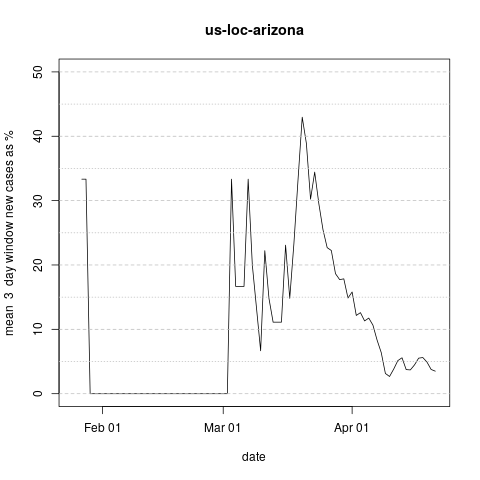 us-loc-arizona
mean 3 day window new cases as %
50
40
30
20
10
0
Feb 01
Mar 01
Apr 01
date